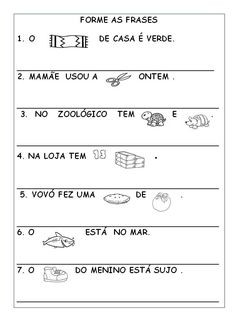 FORME AS FRASES
1. O DE CASA É VERDE.
2. MAMÃE USOU A ONTEM .
3. NO ZOOLÓGICO TEM E .
4. NA LOJA TEM .
5. VOVÓ FEZ UMA DE .
6. O ESTÁ NO MAR.
7. O DO MENINO ESTÁ SUJO .